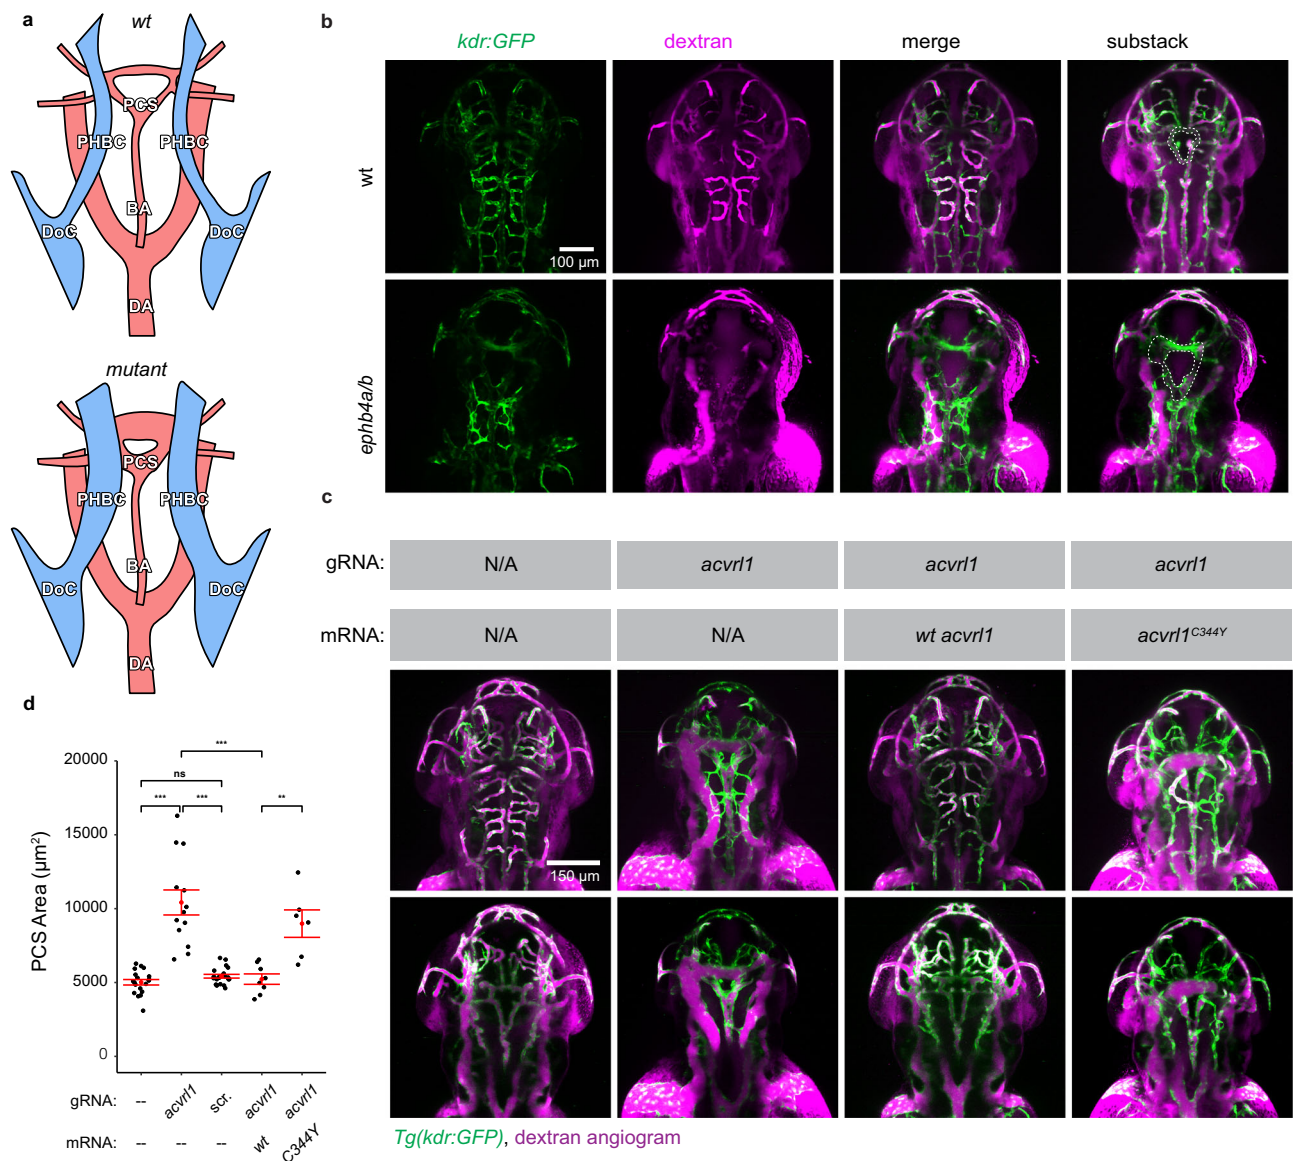 a
wt
PCS
PHBC PHBC
BA
DoC DoC
DA
mutant
PCS
PHBC PHBC
BA
DoC DoC
DA
b
kdr:GFP dextran merge substack
wt
100 µm
ephb4a/b
c
gRNA: N/A acvrl1 acvrl1 acvrl1
mRNA: N/A N/A wt acvrl1 acvrl1C344Y
150 µm
Tg(kdr:GFP), dextran angiogram
d
PCS Area (µm²)
20000
15000
10000
5000
0
***
ns
*** *** **
gRNA: -- acvrl1 scr. acvrl1 acvrl1
mRNA: -- -- -- wt C344Y